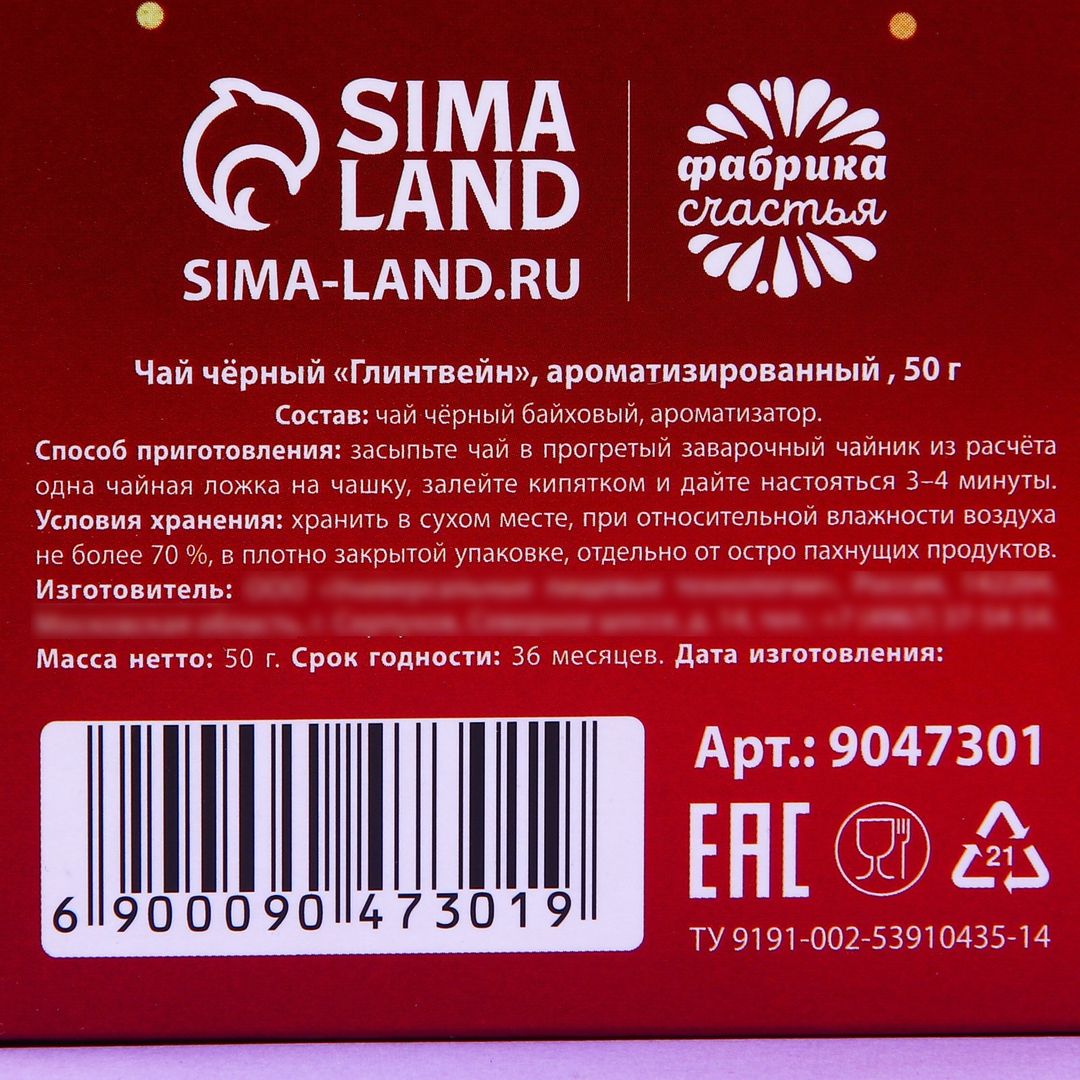 SIMA
LAND
SIMA-LAND.RU
фабрика
счастья
Чай чёрный «Глинтвейн», ароматизированный , 50 г
Состав: чай чёрный байховый, ароматизатор.
Способ приготовления: засыпьте чай в прогретый заварочный чайник из расчёта
одна чайная ложка на чашку, залейте кипятком и дайте настояться 3–4 минуты.
Условия хранения: хранить в сухом месте, при относительной влажности воздуха
не более 70 %, в плотно закрытой упаковке, отдельно от остро пахнущих продуктов.
Изготовитель:
Масса нетто: 50 г. Срок годности: 36 месяцев. Дата изготовления:
6 900090 473019
Арт.: 9047301
EAC
21
ТУ 9191-002-53910435-14